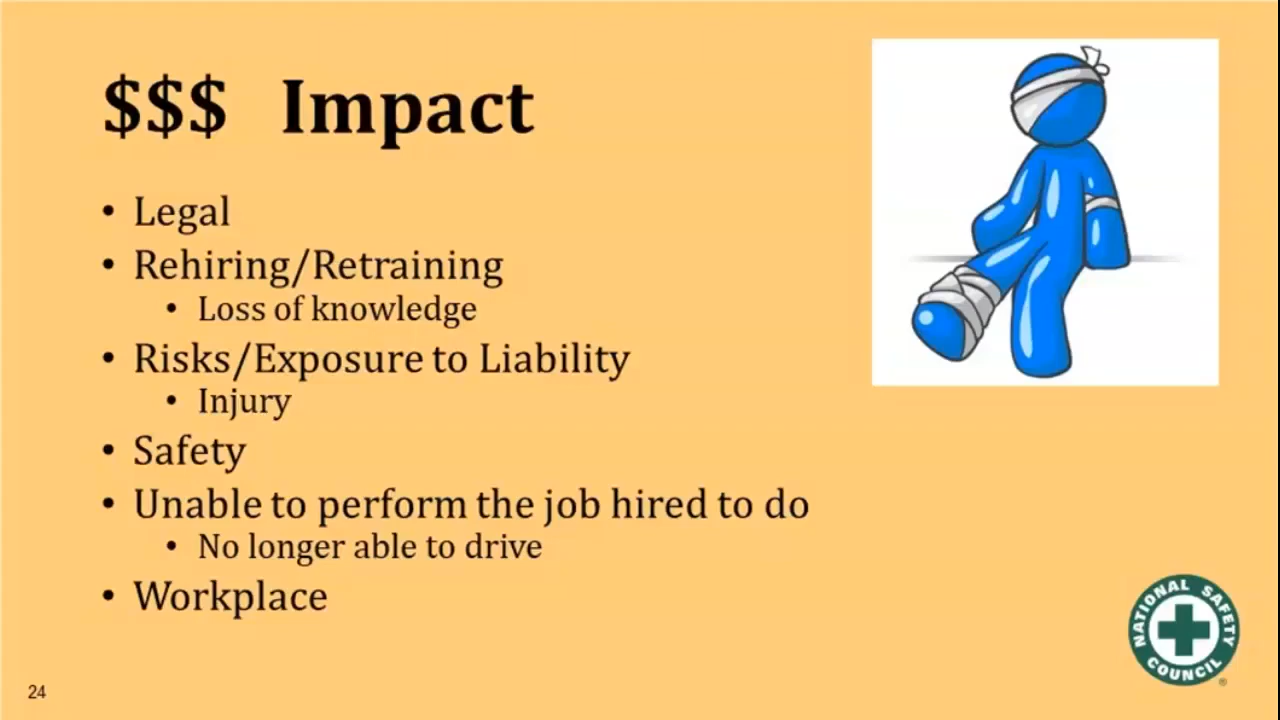 $$$ Impact
• Legal
• Rehiring/Retraining
• Loss of knowledge
• Risks/Exposure to Liability
• Injury
• Safety
• Unable to perform the job hired to do
• No longer able to drive
• Workplace
NATIONAL SAFETY
COUNCIL
®
24